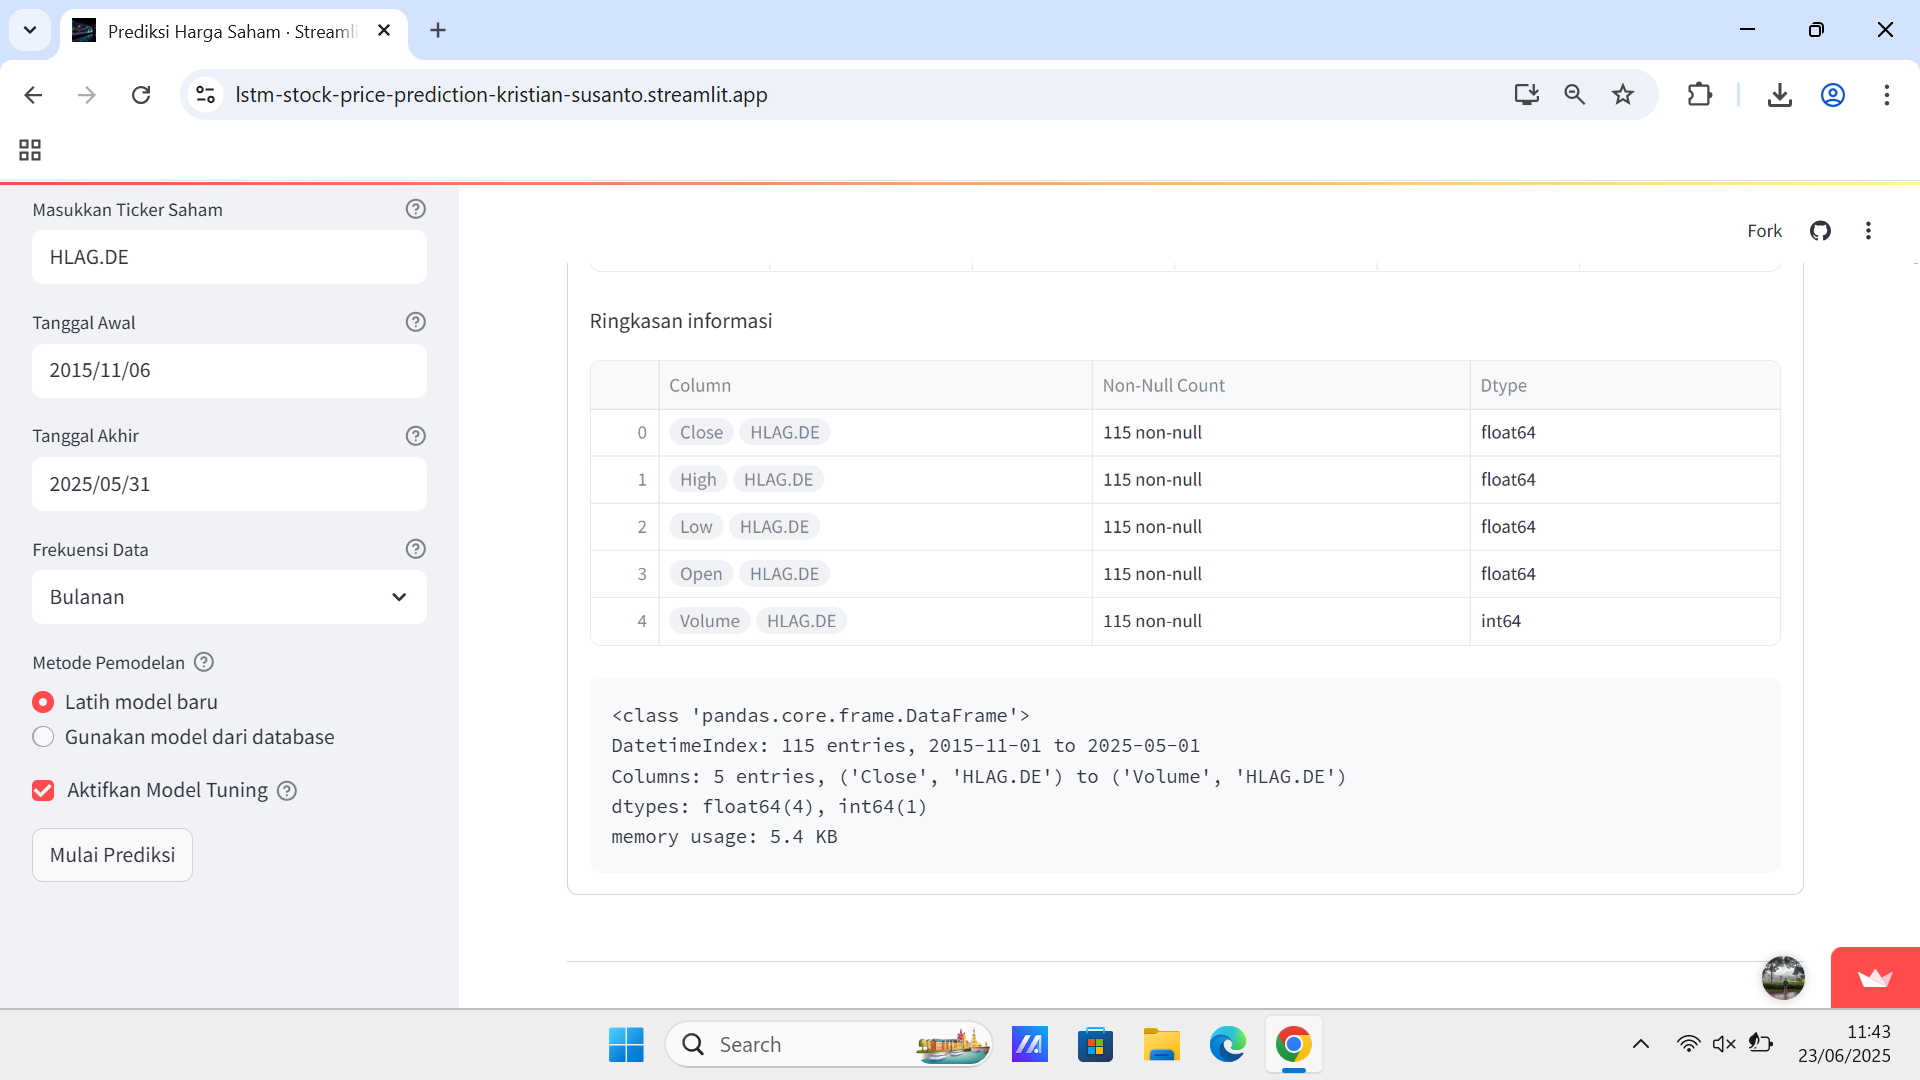 Prediksi Harga Saham · Streamli
lstm-stock-price-prediction-kristian-susanto.streamlit.app
Masukkan Ticker Saham
HLAG.DE
Tanggal Awal
2015/11/06
Tanggal Akhir
2025/05/31
Frekuensi Data
Bulanan
Metode Pemodelan
Latih model baru
Gunakan model dari database
Aktifkan Model Tuning
Mulai Prediksi
Fork
Ringkasan informasi
Column Non-Null Count Dtype
0 Close HLAG.DE 115 non-null float64
1 High HLAG.DE 115 non-null float64
2 Low HLAG.DE 115 non-null float64
3 Open HLAG.DE 115 non-null float64
4 Volume HLAG.DE 115 non-null int64
<class 'pandas.core.frame.DataFrame'>
DatetimeIndex: 115 entries, 2015-11-01 to 2025-05-01
Columns: 5 entries, ('Close', 'HLAG.DE') to ('Volume', 'HLAG.DE')
dtypes: float64(4), int64(1)
memory usage: 5.4 KB
Search
11:43
23/06/2025